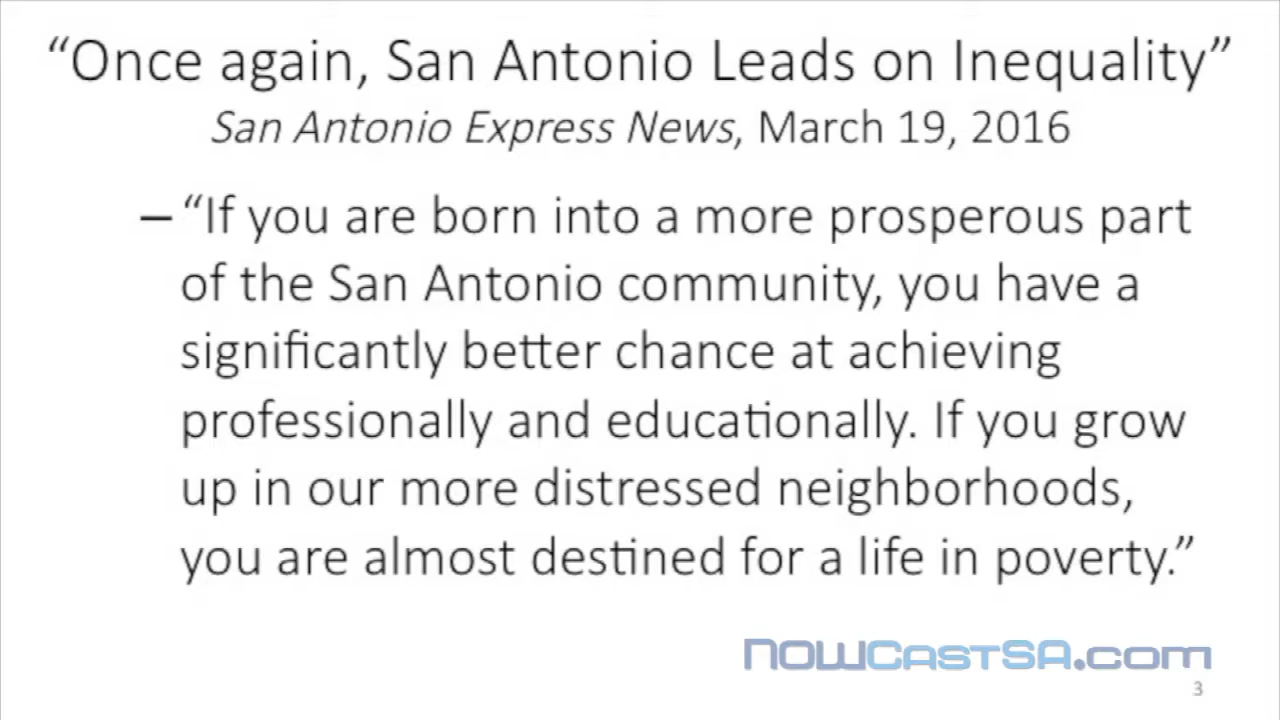 “Once again, San Antonio Leads on Inequality”
San Antonio Express News, March 19, 2016
– “If you are born into a more prosperous part
of the San Antonio community, you have a
significantly better chance at achieving
professionally and educationally. If you grow
up in our more distressed neighborhoods,
you are almost destined for a life in poverty.”
NOWCastSA.com
3